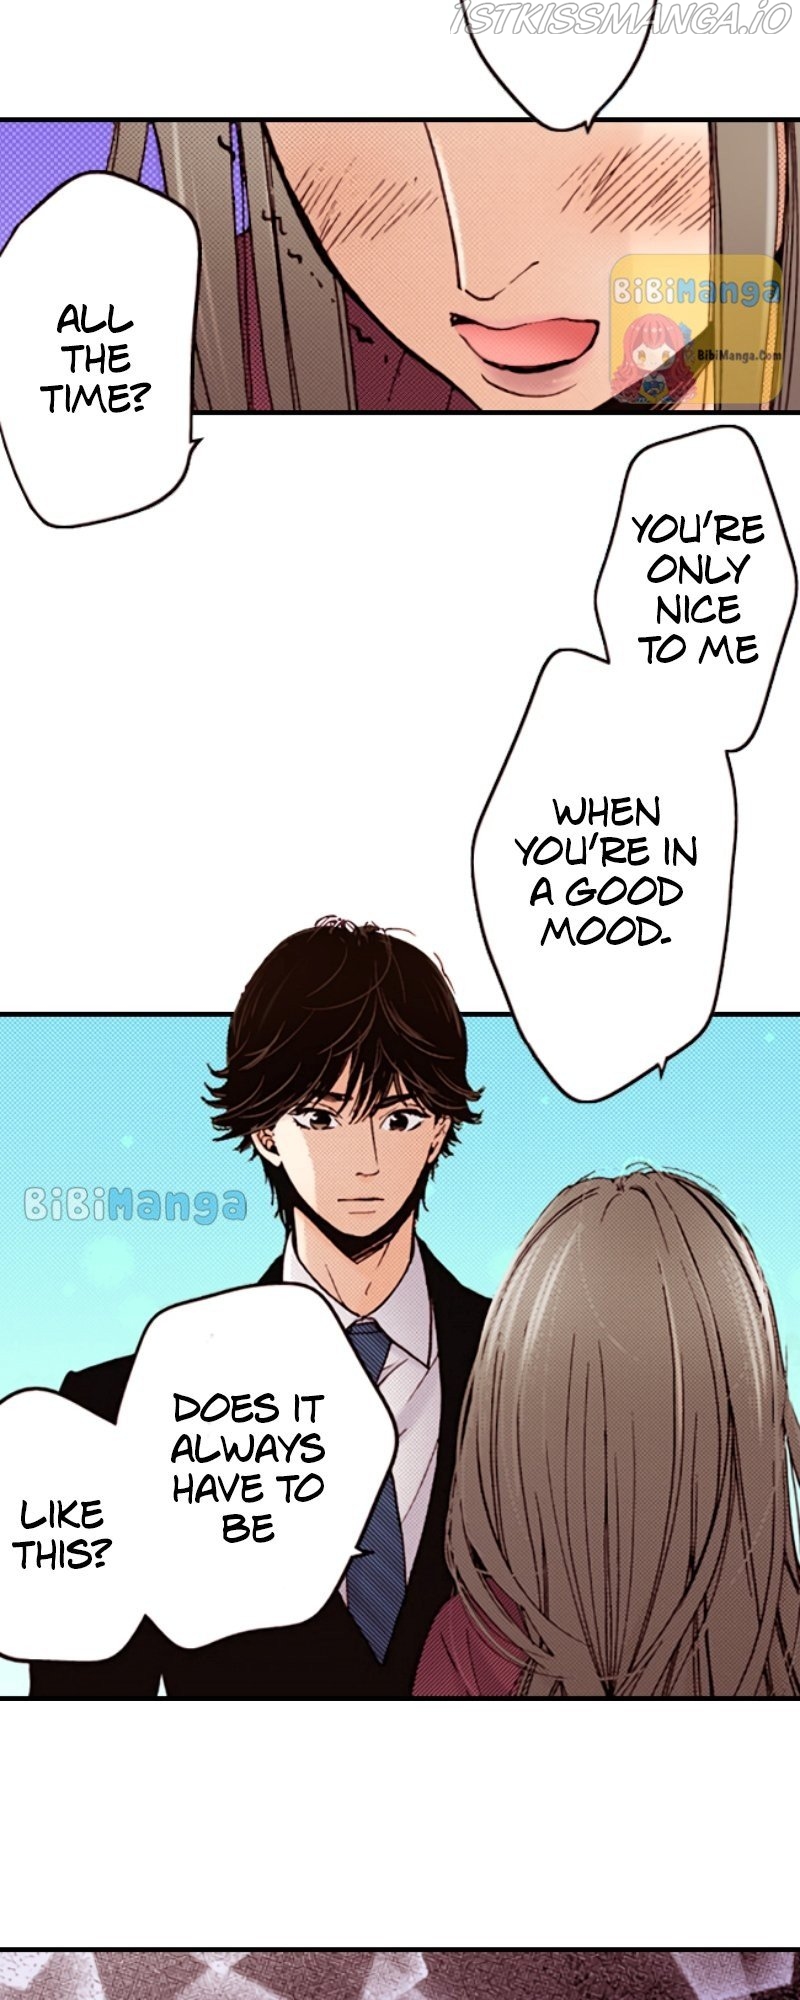 1STKISSMANGA.IO
BiBiManga
BibiManga.Com
ALL
THE
TIME?
YOU'RE
ONLY
NICE
TO ME
WHEN
YOU'RE IN
A GOOD
MOOD.
BiBiManga
DOES IT
ALWAYS
HAVE TO
BE
LIKE
THIS?